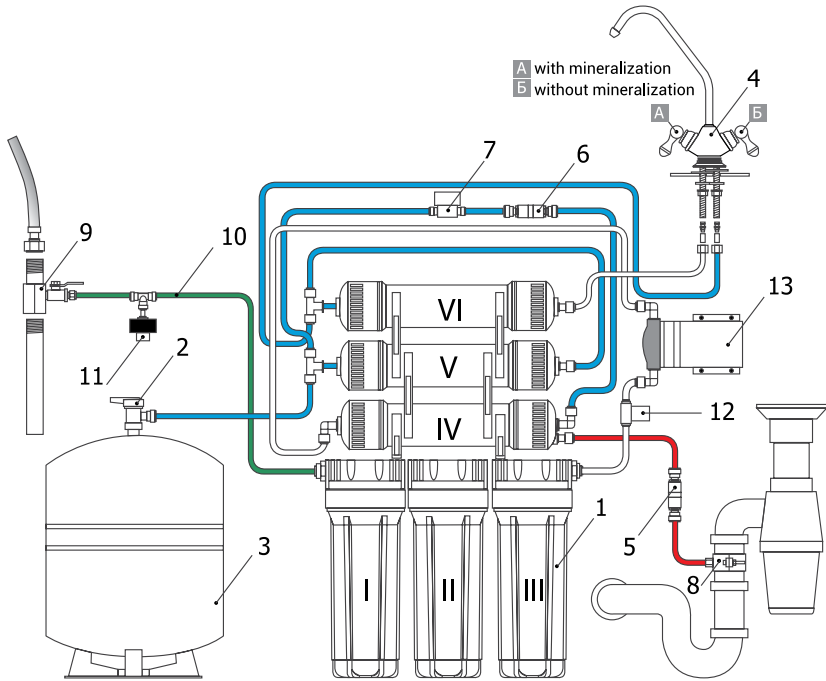 А with mineralization
Б without mineralization
4
А
Б
7
6
9
10
13
VI
11
2
V
12
IV
1
5
3
I
II
III
8